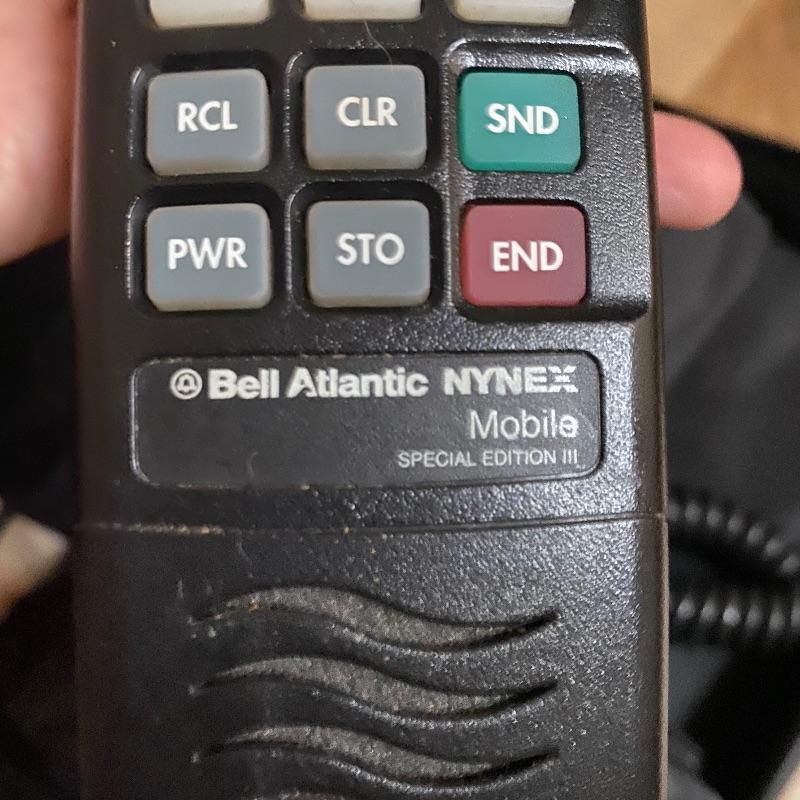 RCL CLR SND
PWR STO END
Bell Atlantic NYNEX
Mobile
SPECIAL EDITION III